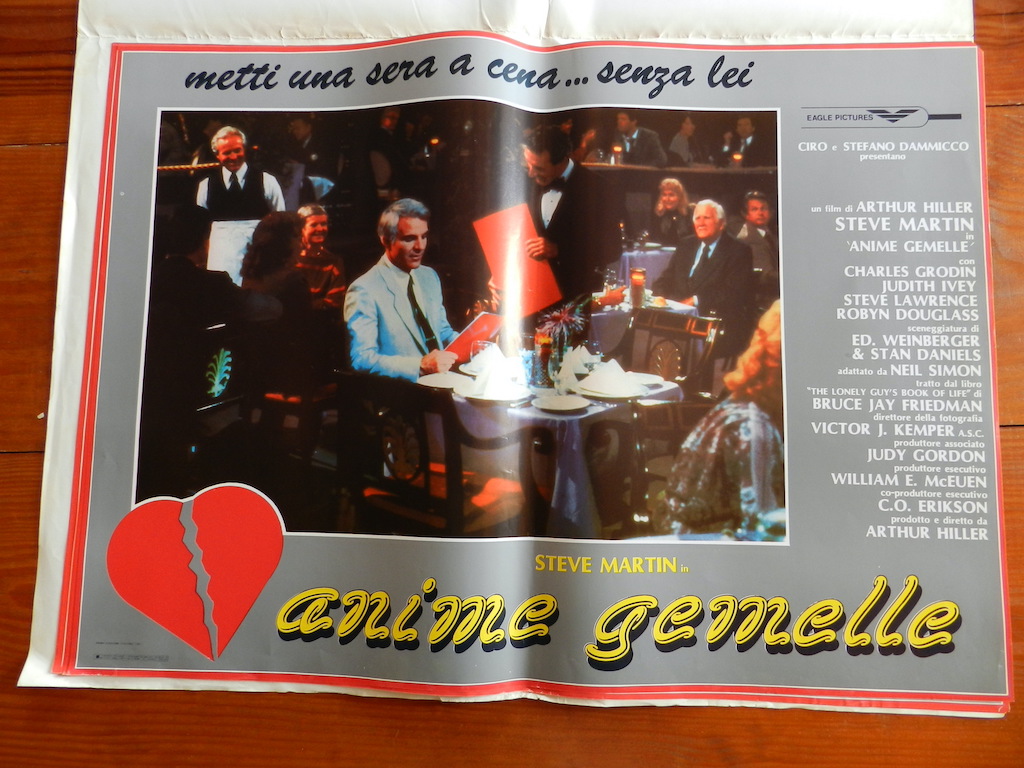 metti una sera a cena...senza lei
EAGLE PICTURES
CIRO e STEFANO DAMMICCO
presentano
un film di ARTHUR HILLER
STEVE MARTIN
in
'ANIME GEMELLE'
con
CHARLES GRODIN
JUDITH IVEY
STEVE LAWRENCE
ROBYN DOUGLASS
sceneggiatura di
ED. WEINBERGER
& STAN DANIELS
adattato da NEIL SIMON
tratto dal libro
"THE LONELY GUY'S BOOK OF LIFE" di
BRUCE JAY FRIEDMAN
direttore della fotografia
VICTOR J. KEMPER A.S.C.
produttore associato
JUDY GORDON
produttore esecutivo
WILLIAM E. McEUEN
co-produttore esecutivo
C.O. ERIKSON
prodotto e diretto da
ARTHUR HILLER
STEVE MARTIN in
anime gemelle